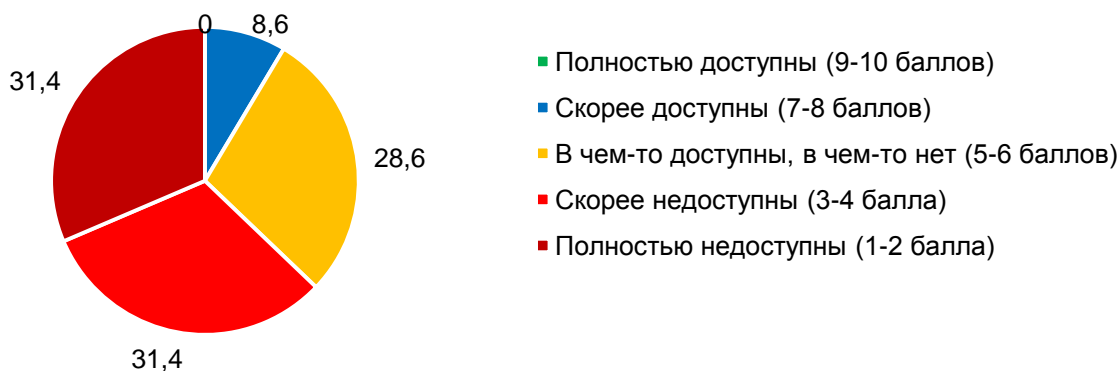 0
8,6
28,6
31,4
31,4
Полностью доступны (9-10 баллов)
Скорее доступны (7-8 баллов)
В чем-то доступны, в чем-то нет (5-6 баллов)
Скорее недоступны (3-4 балла)
Полностью недоступны (1-2 балла)